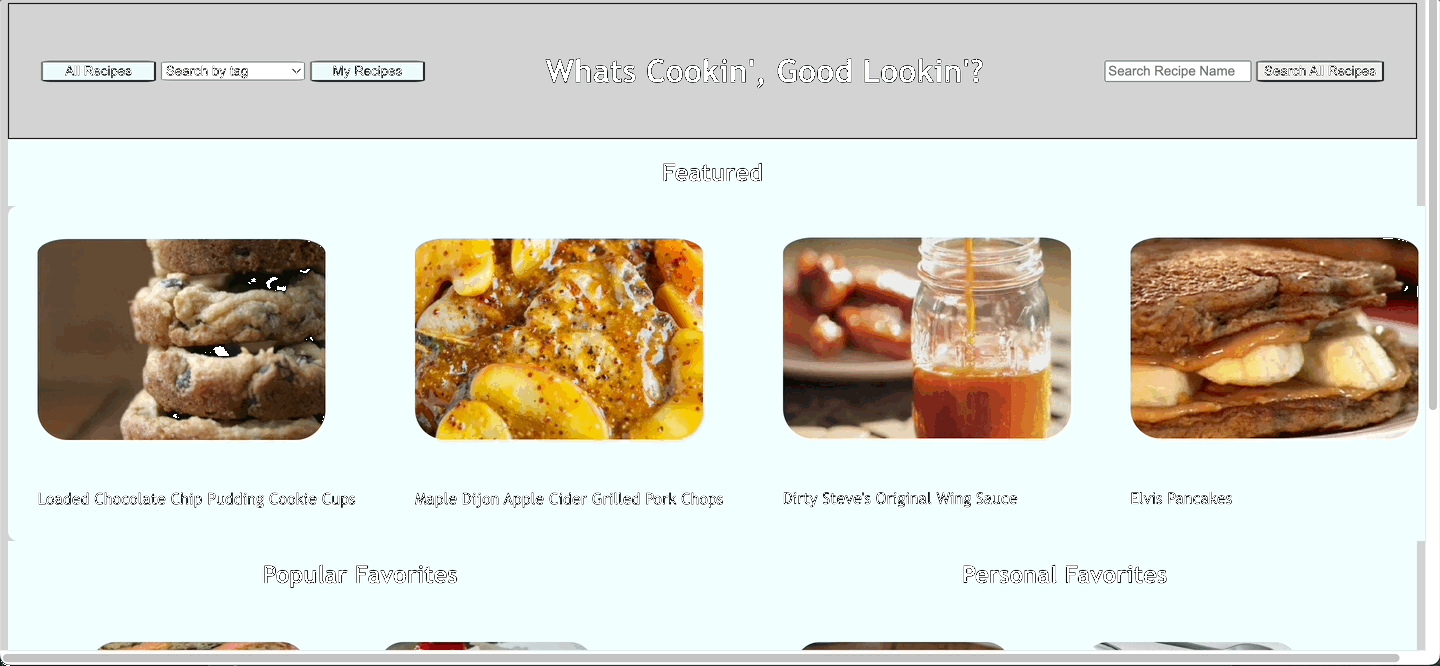 All Recipes Search by tag My Recipes Whats Cookin', Good Lookin'? Search Recipe Name Search All Recipes
Featured
Loaded Chocolate Chip Pudding Cookie Cups
Maple Dijon Apple Cider Grilled Pork Chops
Dirty Steve's Original Wing Sauce
Elvis Pancakes
Popular Favorites
Personal Favorites